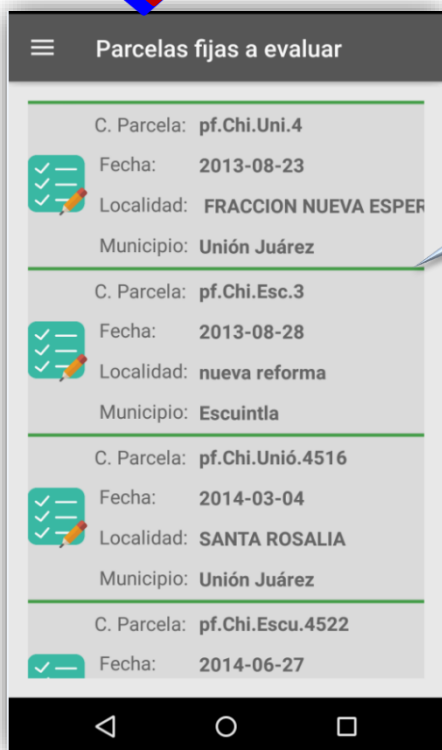 Parcelas fijas a evaluar
C. Parcela: pf.Chi.Uni.4
Fecha: 2013-08-23
Localidad: FRACCION NUEVA ESPER
Municipio: Unión Juárez
C. Parcela: pf.Chi.Esc.3
Fecha: 2013-08-28
Localidad: nueva reforma
Municipio: Escuintla
C. Parcela: pf.Chi.Unió.4516
Fecha: 2014-03-04
Localidad: SANTA ROSALIA
Municipio: Unión Juárez
C. Parcela: pf.Chi.Escu.4522
Fecha: 2014-06-27